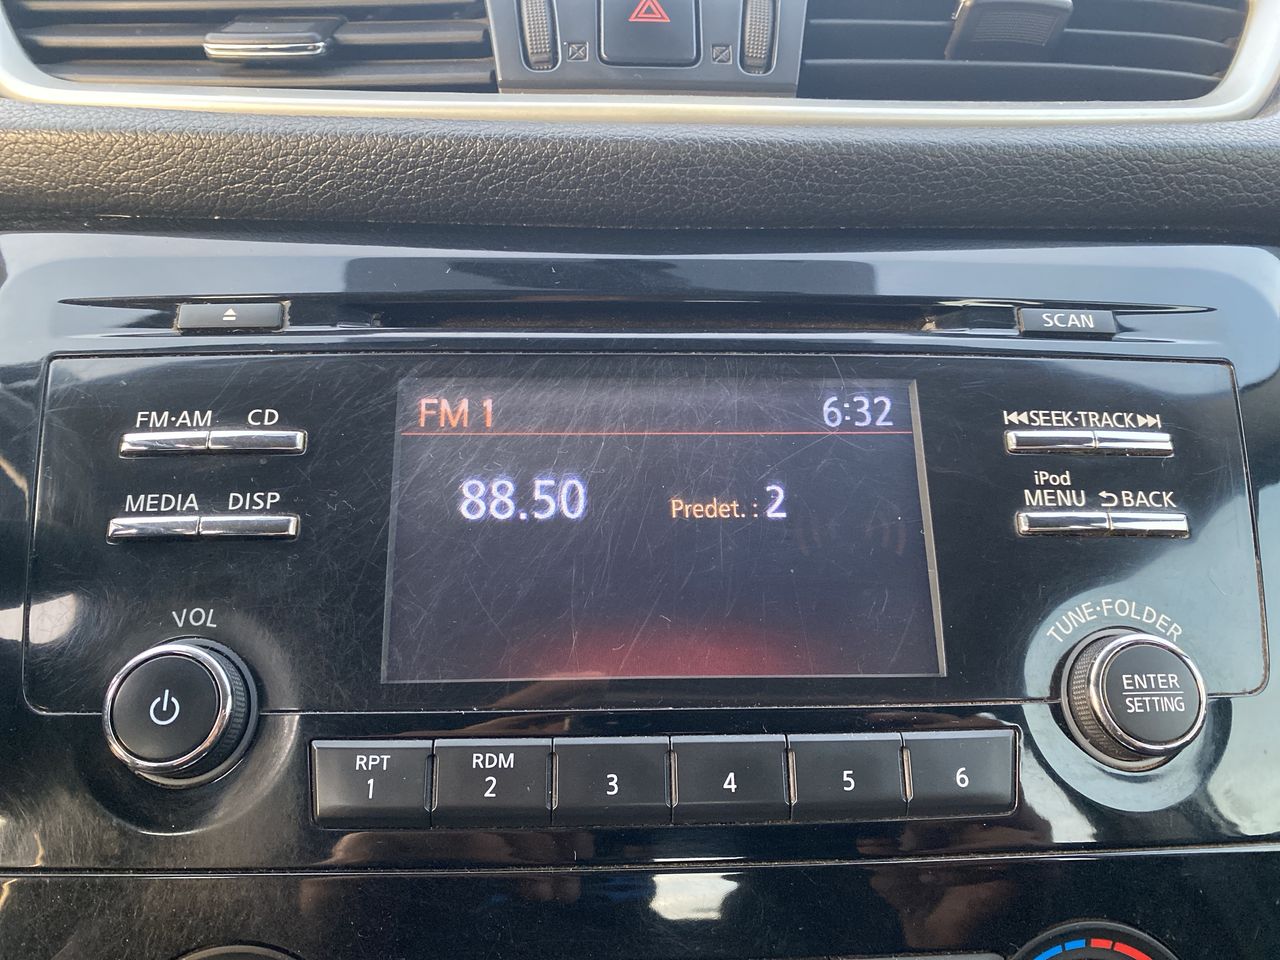 SCAN
FM·AM CD
MEDIA DISP
VOL
FM 1 6:32
88.50 Predet. : 2
SEEK·TRACK
iPod
MENU BACK
TUNE·FOLDER
ENTER
SETTING
RPT RDM
1 2 3 4 5 6